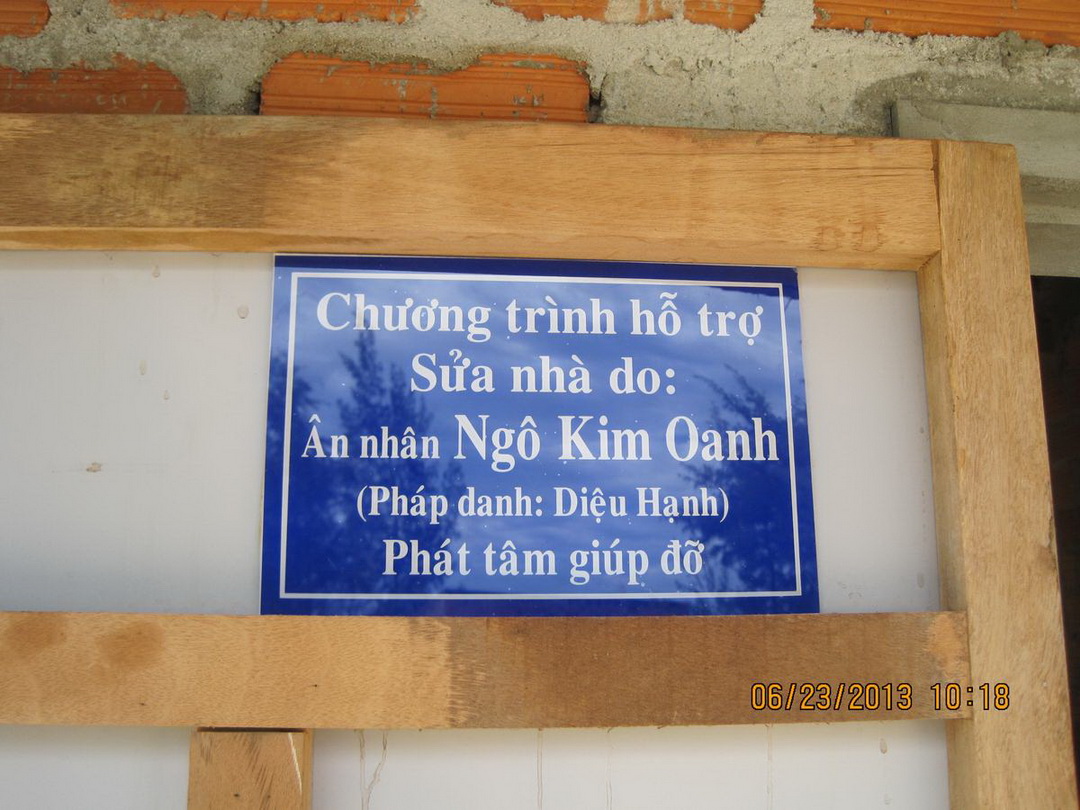 Chương trình hỗ trợ
Sửa nhà do:
Ân nhân Ngô Kim Oanh
(Pháp danh: Diệu Hạnh)
Phát tâm giúp đỡ
06/23/2013 10:18